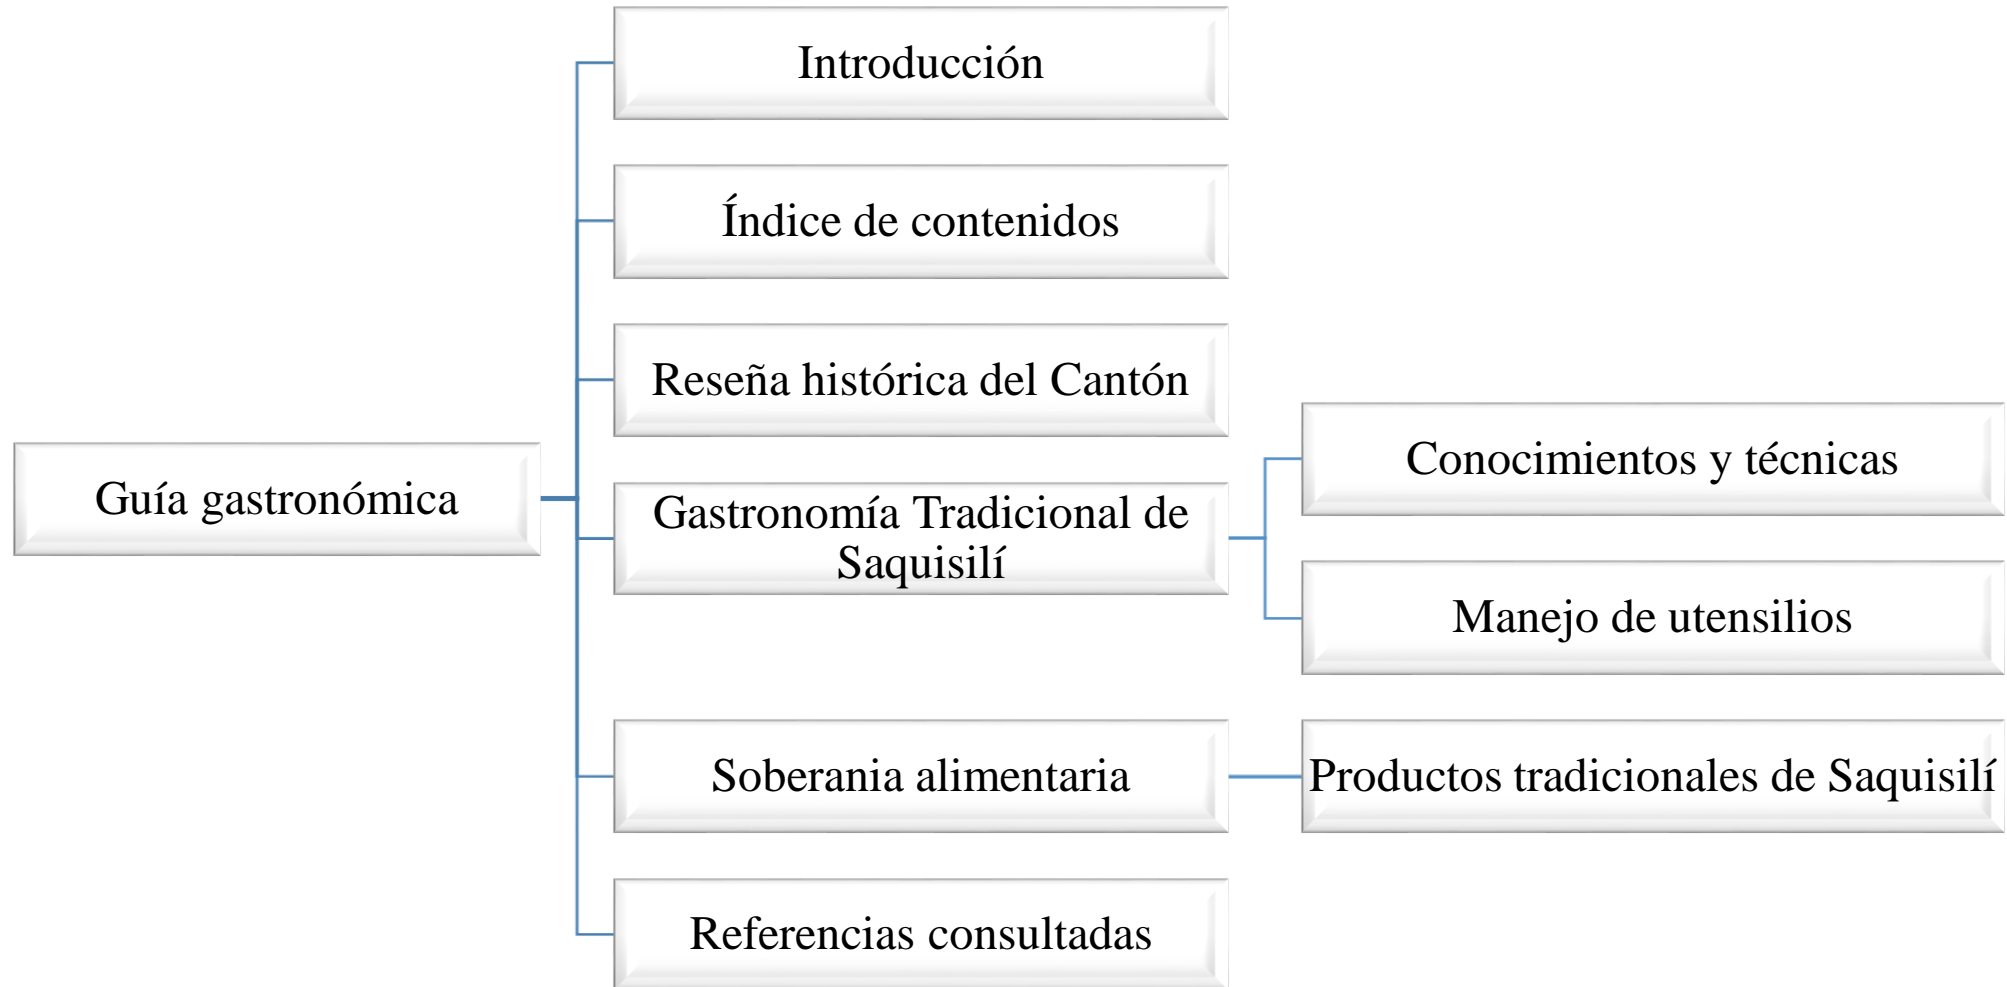 Guía gastronómica
Introducción
Índice de contenidos
Reseña histórica del Cantón
Gastronomía Tradicional de
Saquisilí
Conocimientos y técnicas
Manejo de utensilios
Soberania alimentaria
Productos tradicionales de Saquisilí
Referencias consultadas